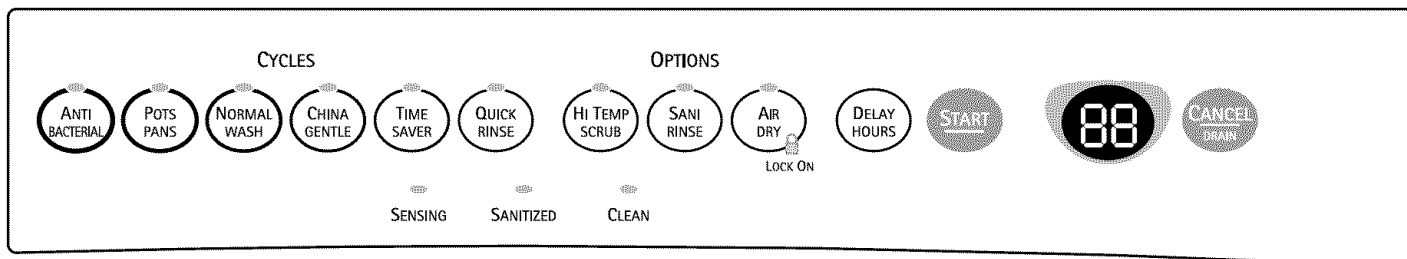 CYCLES
OPTIONS
ANTI
BACTERIAL
POTS
PANS
NORMAL
WASH
CHINA
GENTLE
TIME
SAVER
QUICK
RINSE
HI TEMP
SCRUB
SANI
RINSE
AIR
DRY
LOCK ON
DELAY
HOURS
START
88
CANCEL
DRAIN
SENSING
SANITIZED
CLEAN